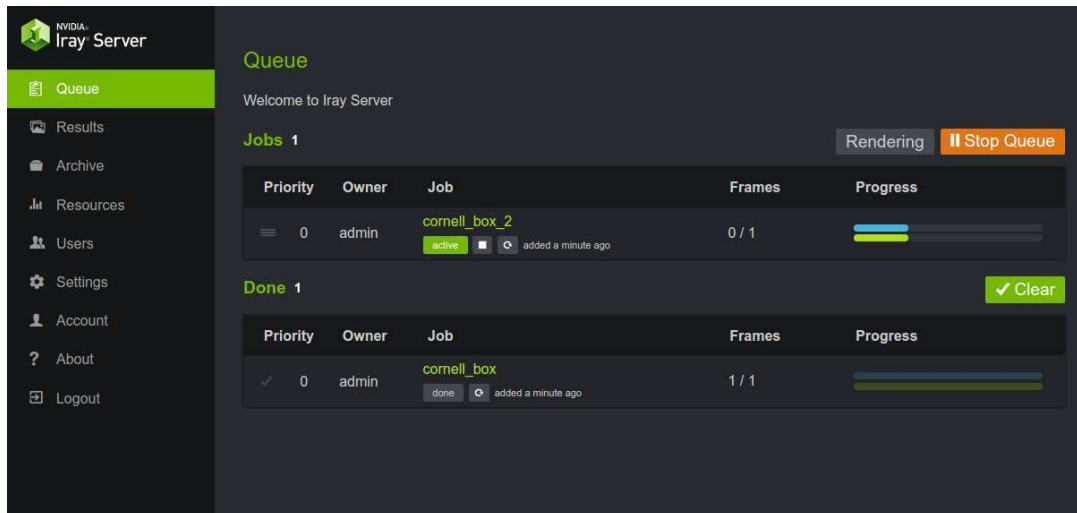 NVIDIA®
Iray® Server
Queue
Results
Archive
Resources
Users
Settings
Account
? About
Logout
Queue
Welcome to Iray Server
Jobs 1
Rendering
Stop Queue
Priority Owner Job Frames Progress
0 admin cornell_box_2 0 / 1
active added a minute ago
Done 1
Clear
Priority Owner Job Frames Progress
0 admin cornell_box 1 / 1
done added a minute ago